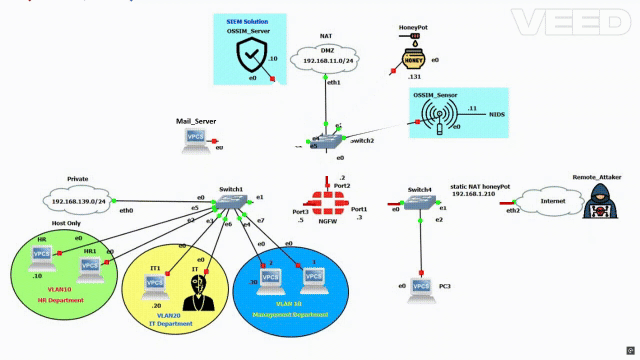 VEED
SIEM Solution
OSSIM_Server
.10
e0
NAT
DMZ
192.168.11.0/24
eth1
HoneyPot
HONEY
e0
.131
OSSIM_Sensor
.11
NIDS
e0
Mail_Server
VPCS
e0
e4
e5
Switch2
e0
Private
192.168.139.0/24
eth0
Host Only
Switch1
e0
e1
e5
e2
e3
e6
e4
e7
.2
Port2
Port3
.5
Port1
.3
NGFW
Switch4
e0
e1
e2
static NAT honeyPot
192.168.1.210
eth2
Internet
Remote_Attaker
HR
VPCS
e0
.10
HR1
VPCS
e0
VLAN10
HR Department
IT1
VPCS
e0
.20
IT
e0
VLAN20
IT Department
e0
e0
VPCS
VPCS
VLAN 30
Management Department
e0
VPCS
PC3